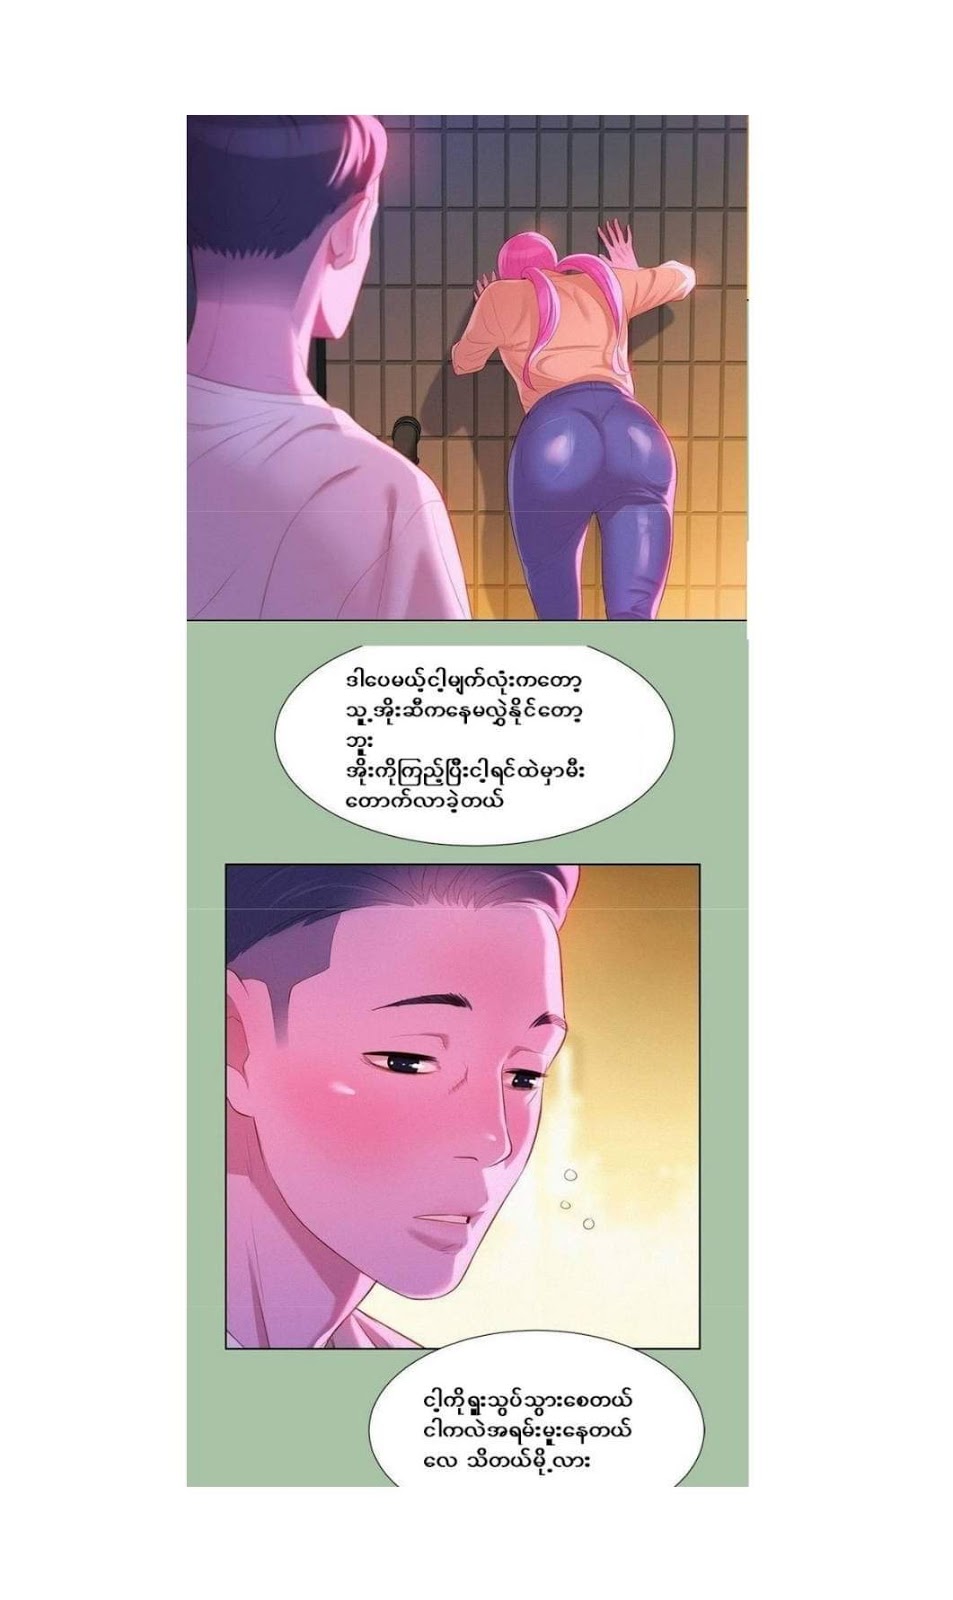 ဒါပေမယ့်ငါ့မျက်လုံးကတော့
သူ့အိုးဆီကနေမလွှဲနိုင်တော့
ဘူး
အိုးကိုကြည့်ပြီးငါ့ရင်ထဲမှာမီး
တောက်လာခဲ့တယ်
ငါ့ကိုရူးသွပ်သွားစေတယ်
ငါကလဲအရမ်းမူးနေတယ်
လေ သိတယ်မို့လား